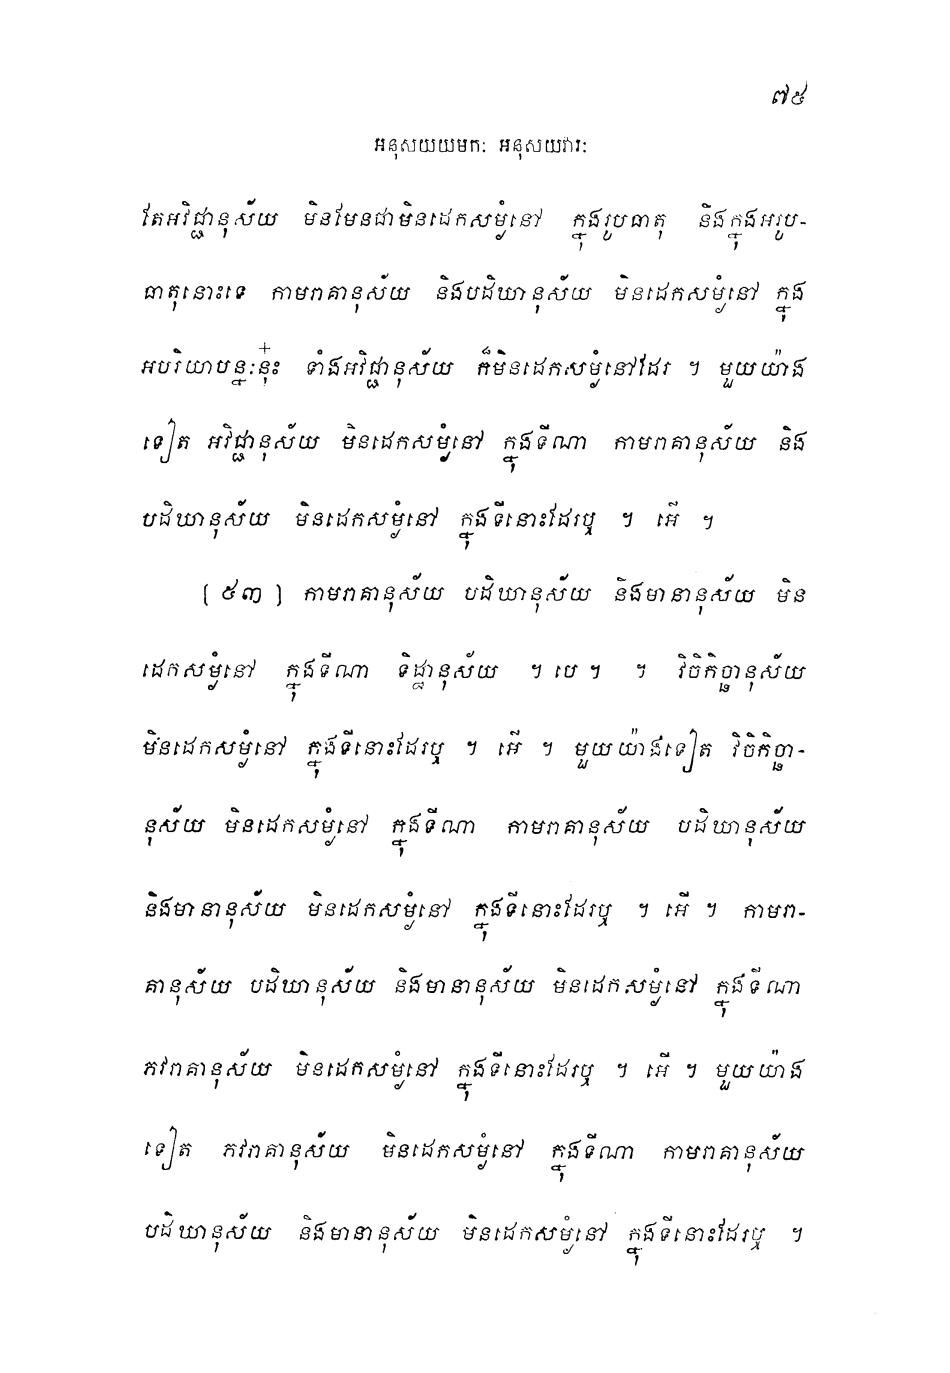 ៧៥
អនុសយយមក: អនុសយវារ:
តែអវិជ្ជានុស័យ មិនមែនជាមិនដេកសម្ងំនៅ ក្នុងរូបធាតុ និងក្នុងអរូប-
ធាតុនោះទេ កាមរាគានុស័យ និងបដិឃានុស័យ មិនដេកសម្ងំនៅ ក្នុង
អបរិយាបន្នៈនុ៎ះ ទាំងអវិជ្ជានុស័យ ក៏មិនដេកសម្ងំនៅដែរ ។ មួយយ៉ាង
ទៀត អវិជ្ជានុស័យ មិនដេកសម្ងំនៅ ក្នុងទីណា កាមរាគានុស័យ និង
បដិឃានុស័យ មិនដេកសម្ងំនៅ ក្នុងទីនោះដែរឬ ។ អើ ។
[ ៥៣ ] កាមរាគានុស័យ បដិឃានុស័យ និងមានានុស័យ មិន
ដេកសម្ងំនៅ ក្នុងទីណា ទិដ្ឋានុស័យ ។ បេ ។ ។ វិចិកិច្ឆានុស័យ
មិនដេកសម្ងំនៅ ក្នុងទីនោះដែរឬ ។ អើ ។ មួយយ៉ាងទៀត វិចិកិច្ឆា-
នុស័យ មិនដេកសម្ងំនៅ ក្នុងទីណា កាមរាគានុស័យ បដិឃានុស័យ
និងមានានុស័យ មិនដេកសម្ងំនៅ ក្នុងទីនោះដែរឬ ។ អើ ។ កាមរា-
គានុស័យ បដិឃានុស័យ និងមានានុស័យ មិនដេកសម្ងំនៅ ក្នុងទីណា
ភវរាគានុស័យ មិនដេកសម្ងំនៅ ក្នុងទីនោះដែរឬ ។ អើ ។ មួយយ៉ាង
ទៀត ភវរាគានុស័យ មិនដេកសម្ងំនៅ ក្នុងទីណា កាមរាគានុស័យ
បដិឃានុស័យ និងមានានុស័យ មិនដេកសម្ងំនៅ ក្នុងទីនោះដែរឬ ។